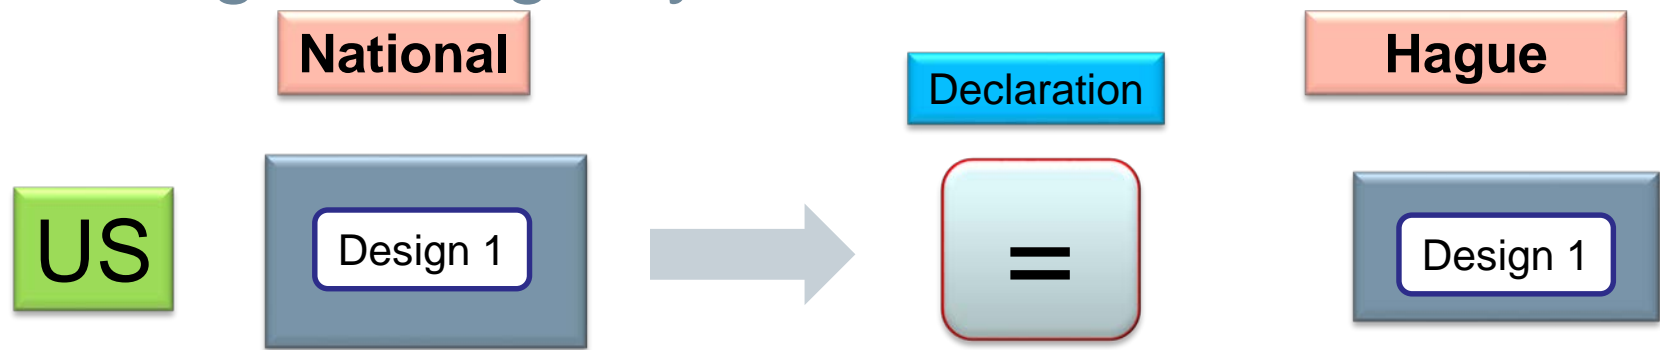 National
Declaration
Hague
US
Design 1
=
Design 1